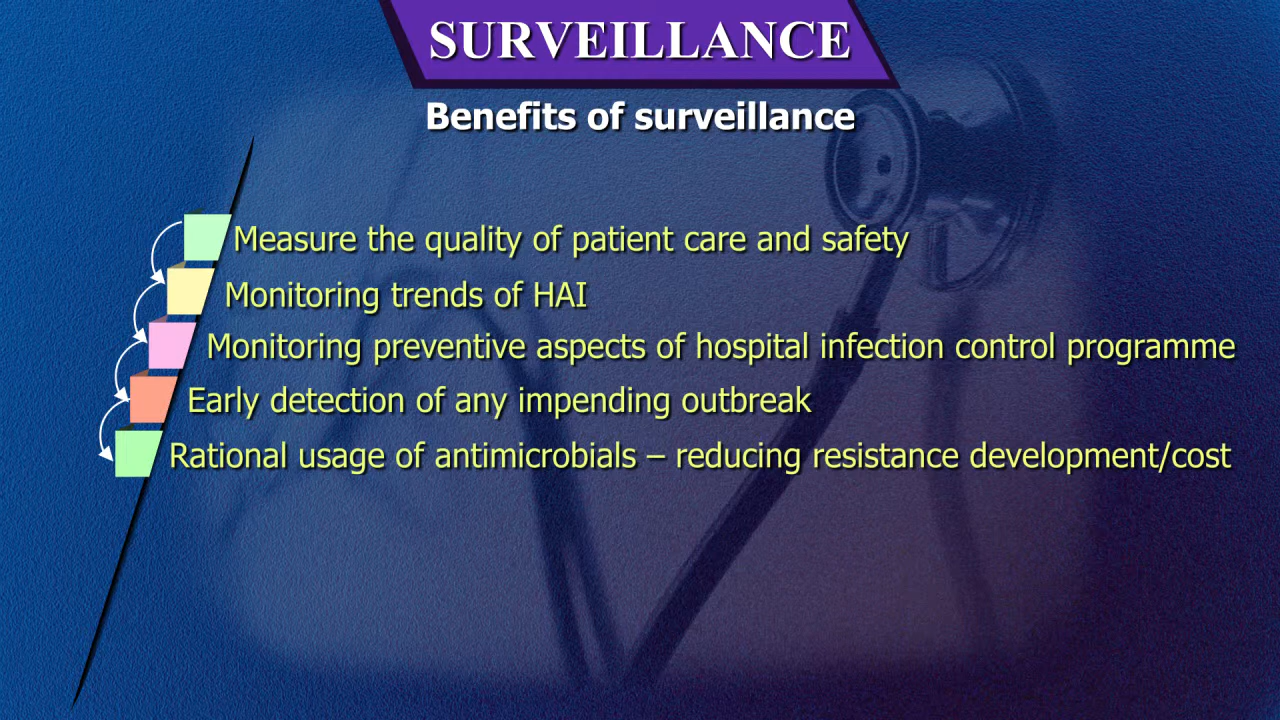 SURVEILLANCE
Benefits of surveillance
Measure the quality of patient care and safety
Monitoring trends of HAI
Monitoring preventive aspects of hospital infection control programme
Early detection of any impending outbreak
Rational usage of antimicrobials – reducing resistance development/cost